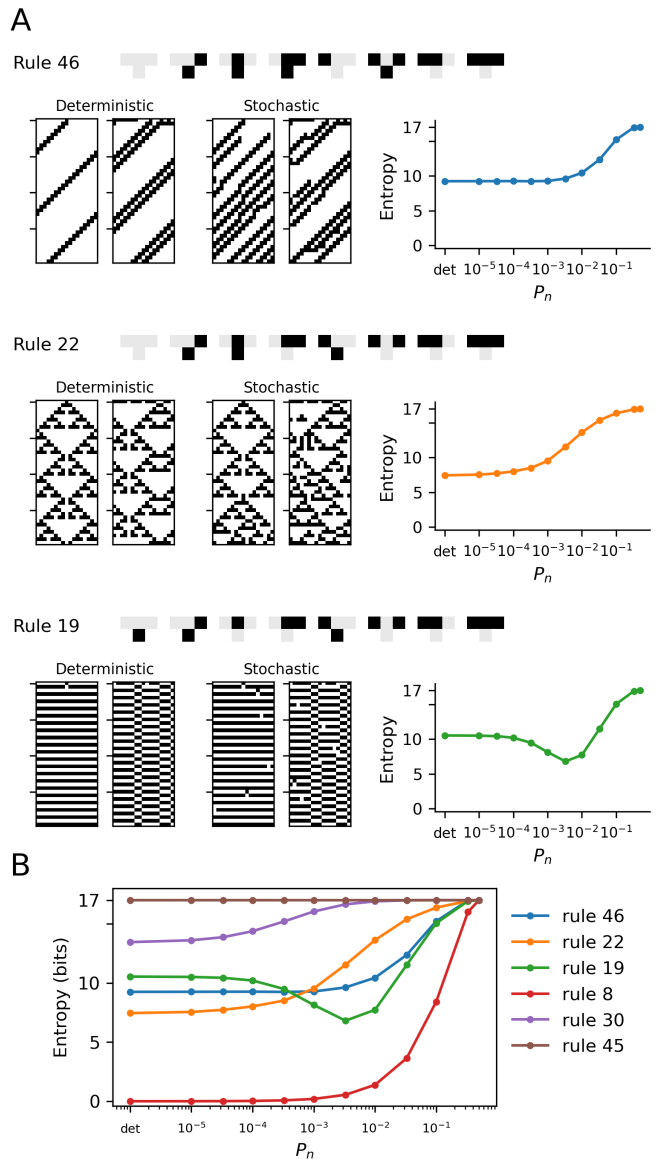 A
Rule 46
Deterministic
Stochastic
17
10
5
0
Entropy
det 10⁻⁵ 10⁻⁴ 10⁻³ 10⁻² 10⁻¹
Pₙ
Rule 22
Deterministic
Stochastic
17
10
5
0
Entropy
det 10⁻⁵ 10⁻⁴ 10⁻³ 10⁻² 10⁻¹
Pₙ
Rule 19
Deterministic
Stochastic
17
10
5
0
Entropy
det 10⁻⁵ 10⁻⁴ 10⁻³ 10⁻² 10⁻¹
Pₙ
B
17
10
5
0
Entropy (bits)
det 10⁻⁵ 10⁻⁴ 10⁻³ 10⁻² 10⁻¹
Pₙ
rule 46
rule 22
rule 19
rule 8
rule 30
rule 45